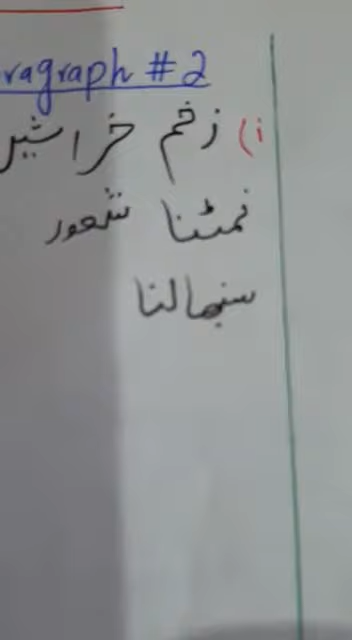 ragraph #2
i) زخم خراشیں
نمٹنا شعور
سنبھالنا